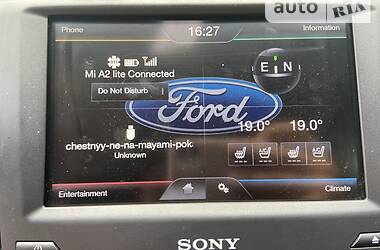 auto RIA
Phone
16:27
Information
E N
Mi A2 lite Connected
Do Not Disturb
Ford
19.0° 19.0°
chestnyy-ne-na-mayami-pok
Unknown
Entertainment
Climate
SONY